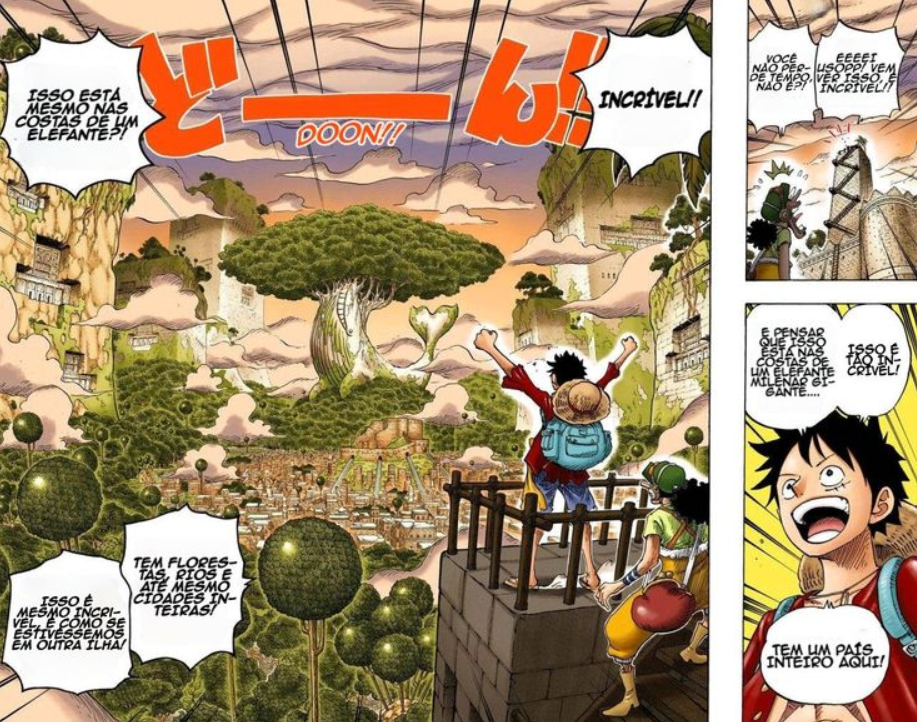 EEEEI
USOPP! VEM
VER ISSO, É
INCRÍVEL!!
VOCÊ
NÃO PER-
DE TEMPO,
NÃO É?!
ISSO É
TÃO IN-
CRÍVEL!
E PENSAR
QUE ISSO
ESTÁ NAS
COSTAS DE
UM ELEFANTE
MILENAR GI-
GANTE....
TEM UM PAÍS
INTEIRO AQUI!
INCRÍVEL!!
どーん!!
DOON!!
ISSO ESTÁ
MESMO NAS
COSTAS DE UM
ELEFANTE?!
TEM FLORES-
TAS, RIOS E
ATÉ MESMO
CIDADES IN-
TEIRAS!
ISSO É
MESMO INCRI-
VEL, É COMO SE
ESTIVÉSSEMOS
EM OUTRA ILHA!